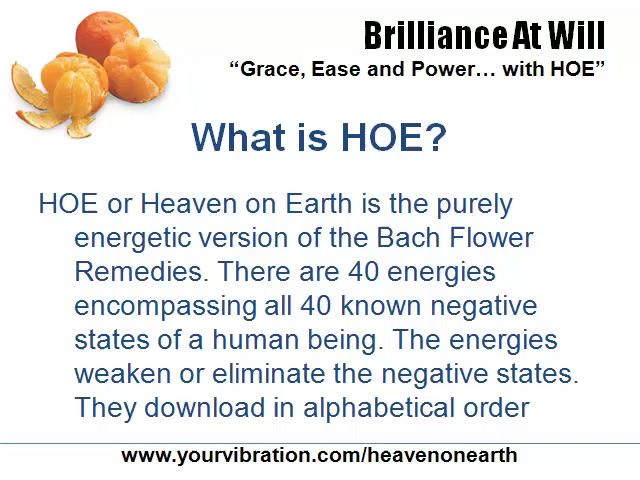 Brilliance At Will
“Grace, Ease and Power… with HOE”
What is HOE?
HOE or Heaven on Earth is the purely
energetic version of the Bach Flower
Remedies. There are 40 energies
encompassing all 40 known negative
states of a human being. The energies
weaken or eliminate the negative states.
They download in alphabetical order
www.yourvibration.com/heavenonearth